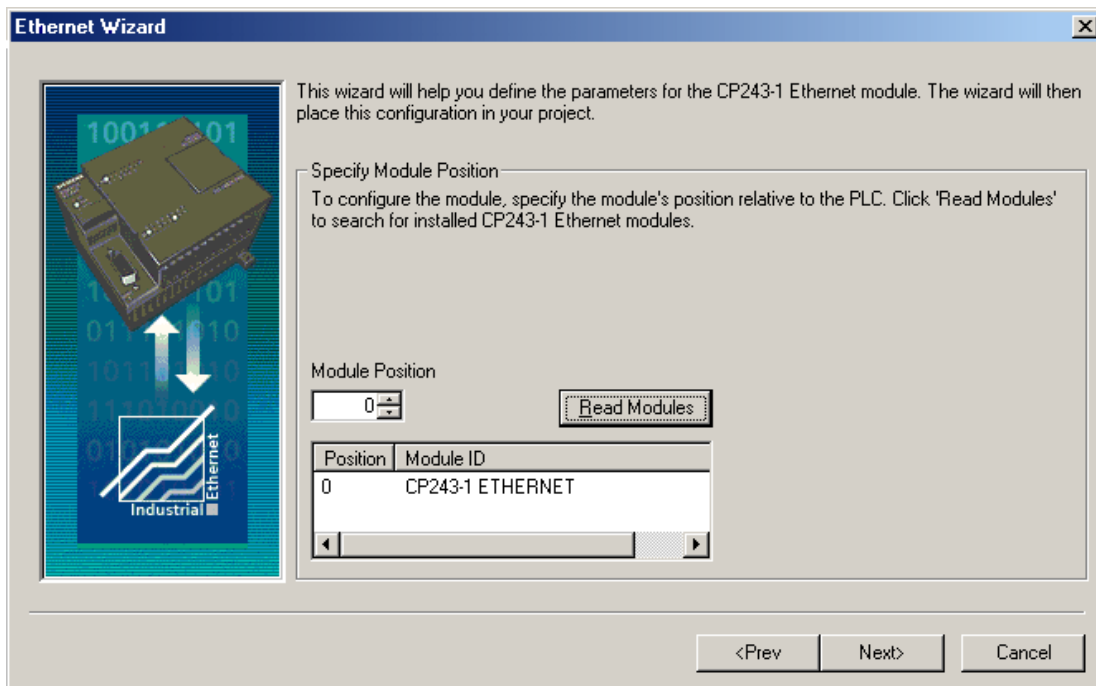 Ethernet Wizard
This wizard will help you define the parameters for the CP243-1 Ethernet module. The wizard will then
place this configuration in your project.
Specify Module Position
To configure the module, specify the module's position relative to the PLC. Click 'Read Modules'
to search for installed CP243-1 Ethernet modules.
Module Position
0
Read Modules
Position Module ID
0 CP243-1 ETHERNET
Industrial
Ethernet
<Prev Next> Cancel